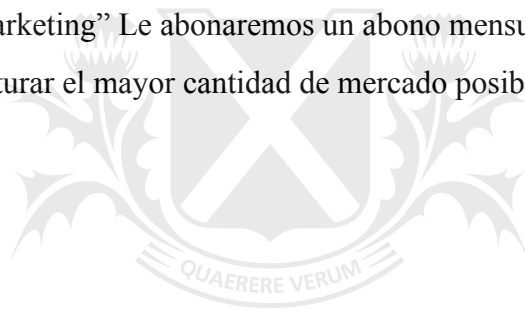 arketing” Le abonaremos un abono mensu
turar el mayor cantidad de mercado posib
QUAERERE VERUM